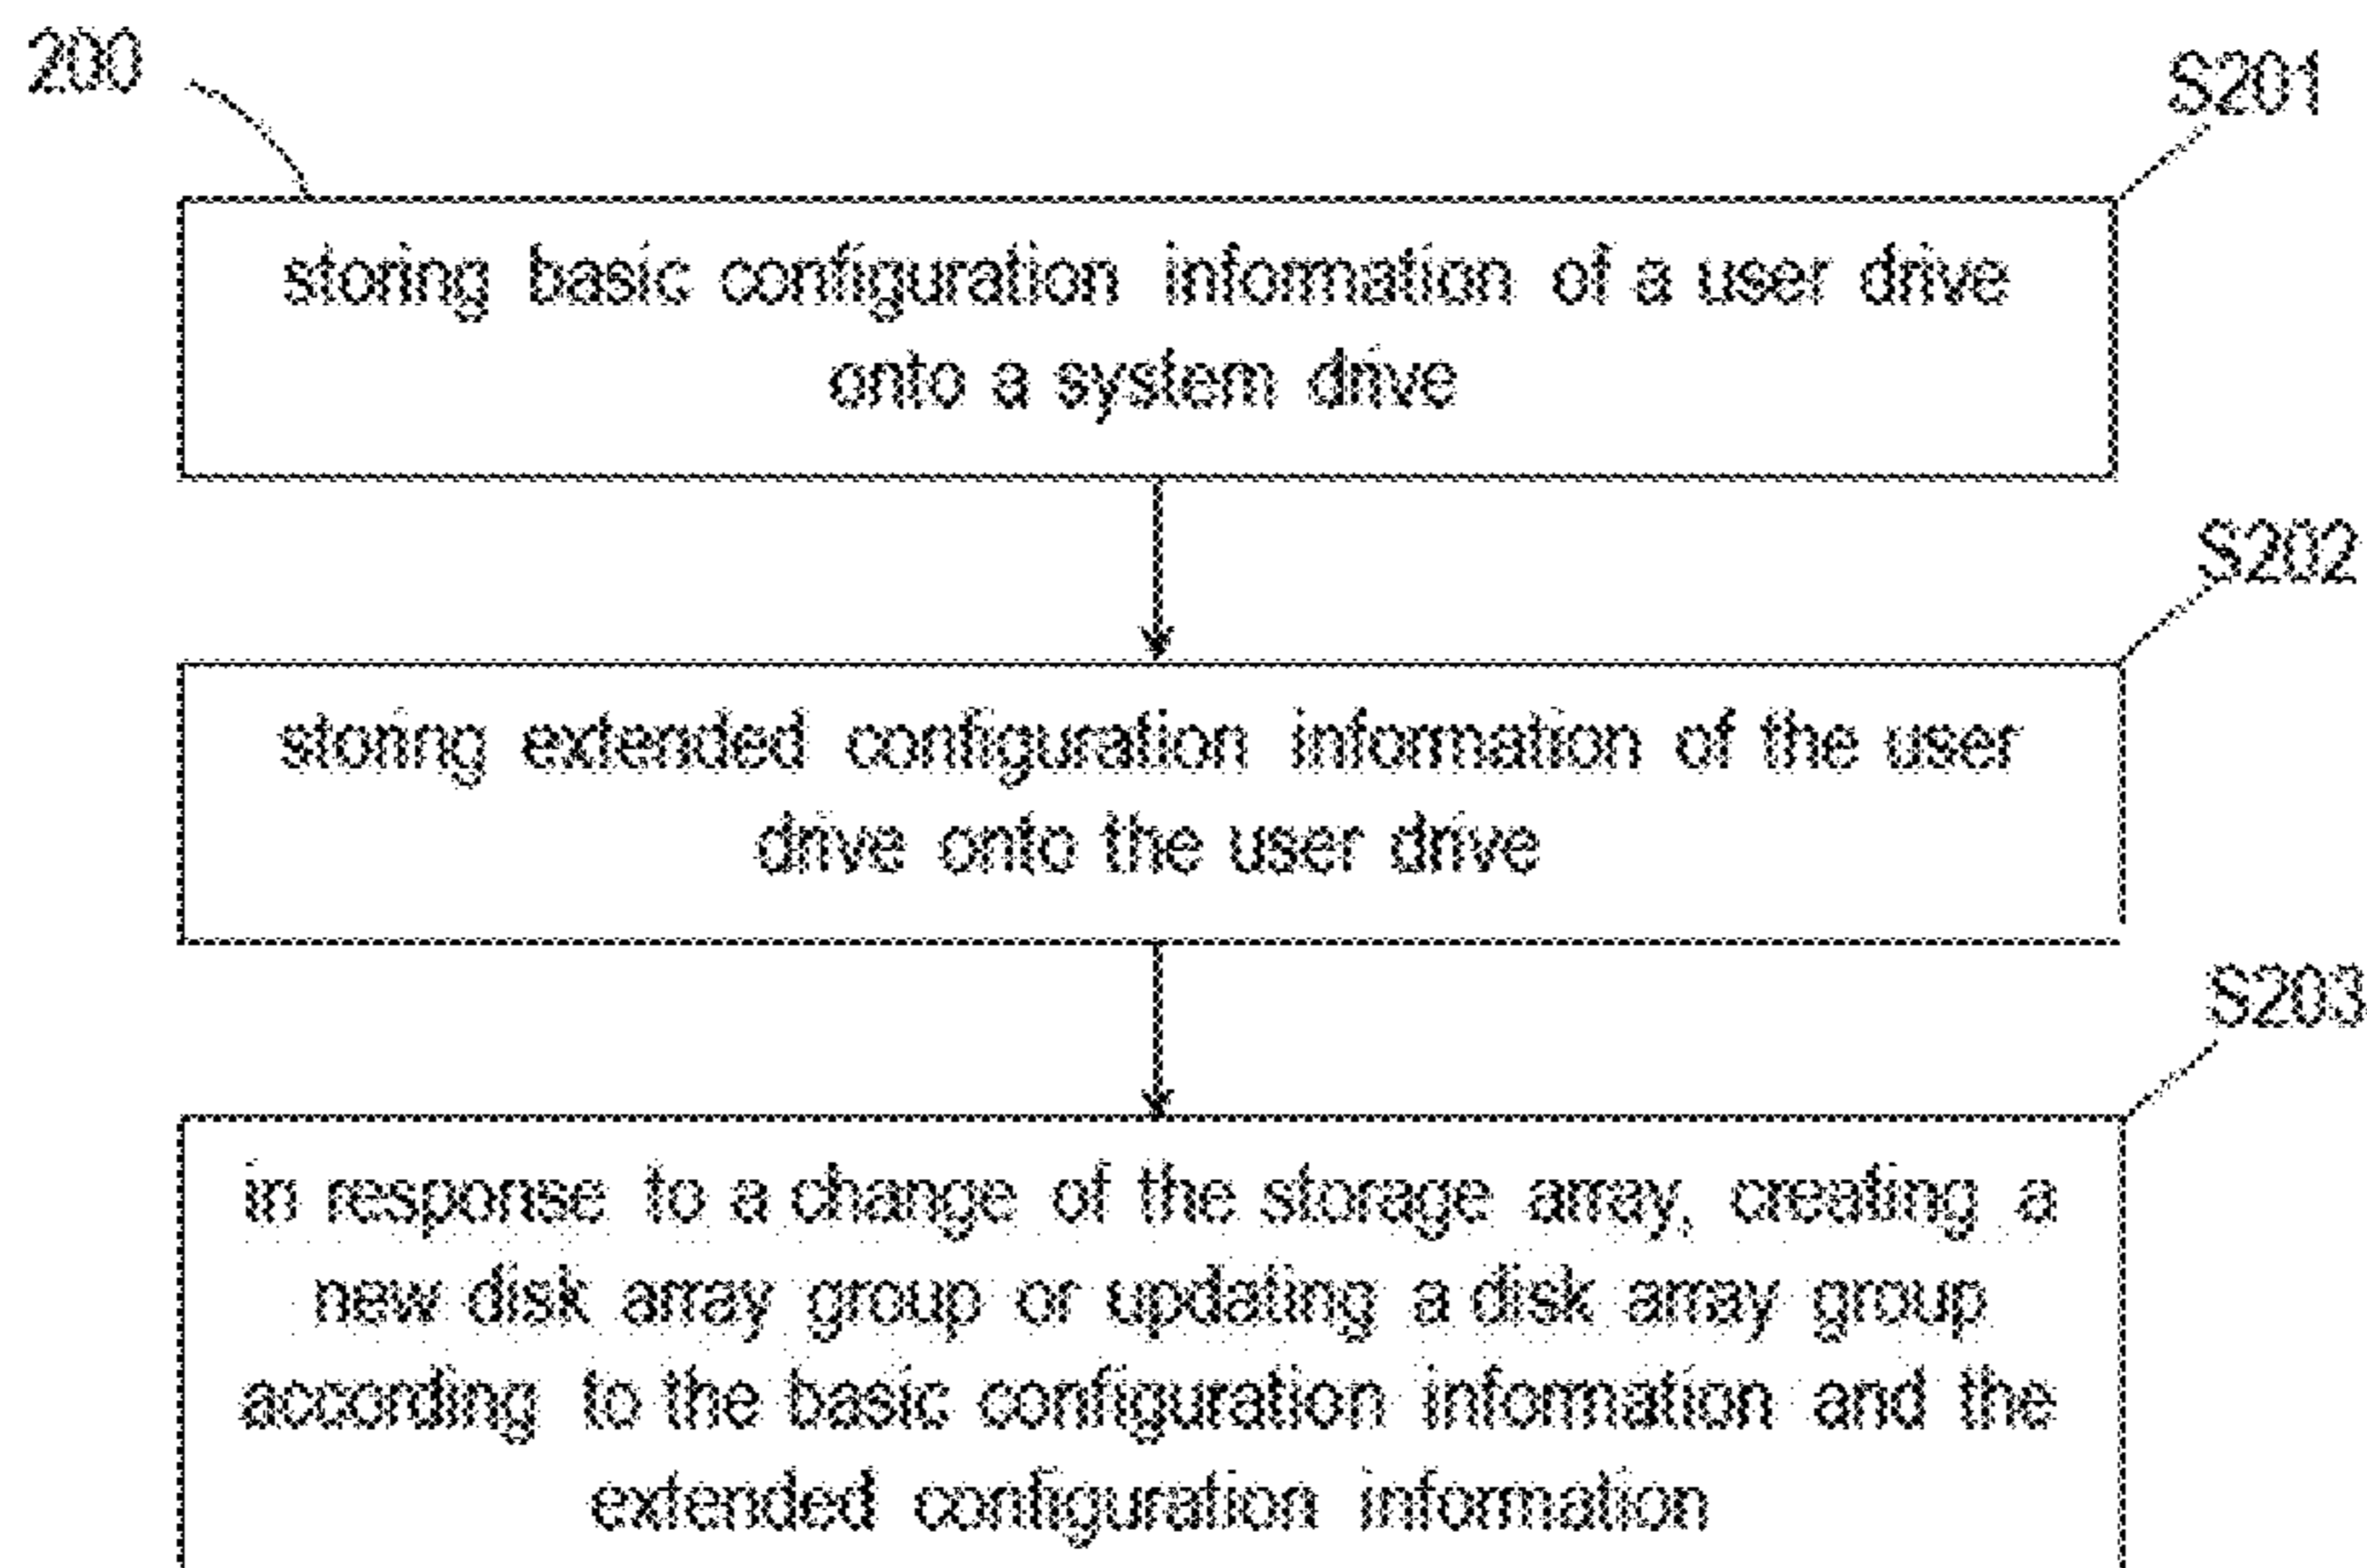 200
S201
storing basic configuration information of a user drive
onto a system drive
S202
storing extended configuration information of the user
drive onto the user drive
S203
in response to a change of the storage array, creating a
new disk array group or updating a disk array group
according to the basic configuration information and the
extended configuration information